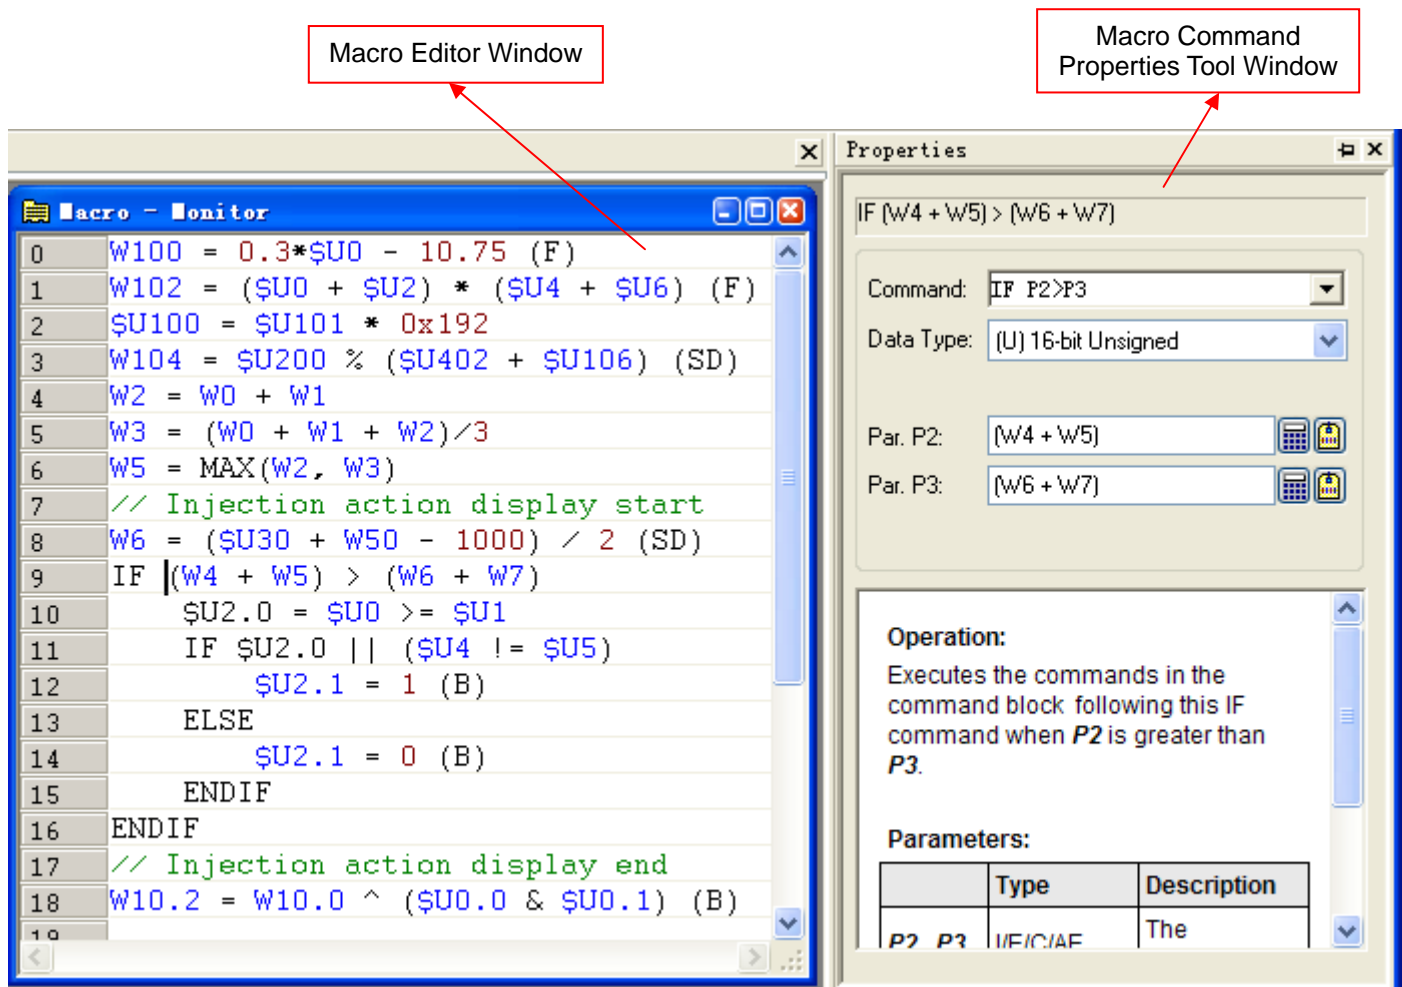 Macro Editor Window
Macro Command
Properties Tool Window
Properties
Macro - Monitor
0 W100 = 0.3*$U0 - 10.75 (F)
1 W102 = ($U0 + $U2) * ($U4 + $U6) (F)
2 $U100 = $U101 * 0x192
3 W104 = $U200 % ($U402 + $U106) (SD)
4 W2 = W0 + W1
5 W3 = (W0 + W1 + W2)/3
6 W5 = MAX(W2, W3)
7 // Injection action display start
8 W6 = ($U30 + W50 - 1000) / 2 (SD)
9 IF (W4 + W5) > (W6 + W7)
10 $U2.0 = $U0 >= $U1
11 IF $U2.0 || ($U4 != $U5)
12 $U2.1 = 1 (B)
13 ELSE
14 $U2.1 = 0 (B)
15 ENDIF
16 ENDIF
17 // Injection action display end
18 W10.2 = W10.0 ^ ($U0.0 & $U0.1) (B)
19
IF (W4 + W5) > (W6 + W7)
Command: IF P2>P3
Data Type: (U) 16-bit Unsigned
Par. P2: (W4 + W5)
Par. P3: (W6 + W7)
Operation:
Executes the commands in the
command block following this IF
command when P2 is greater than
P3.
Parameters:
Type Description
P2, P3 I/E/C/AE The